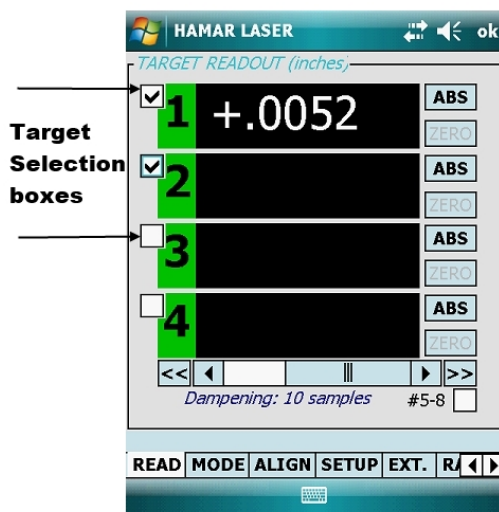 HAMAR LASER ok
TARGET READOUT (inches)
Target
Selection
boxes
1 +.0052 ABS
ZERO
2 ABS
ZERO
3 ABS
ZERO
4 ABS
ZERO
<< >>
Dampening: 10 samples #5-8
READ MODE ALIGN SETUP EXT.